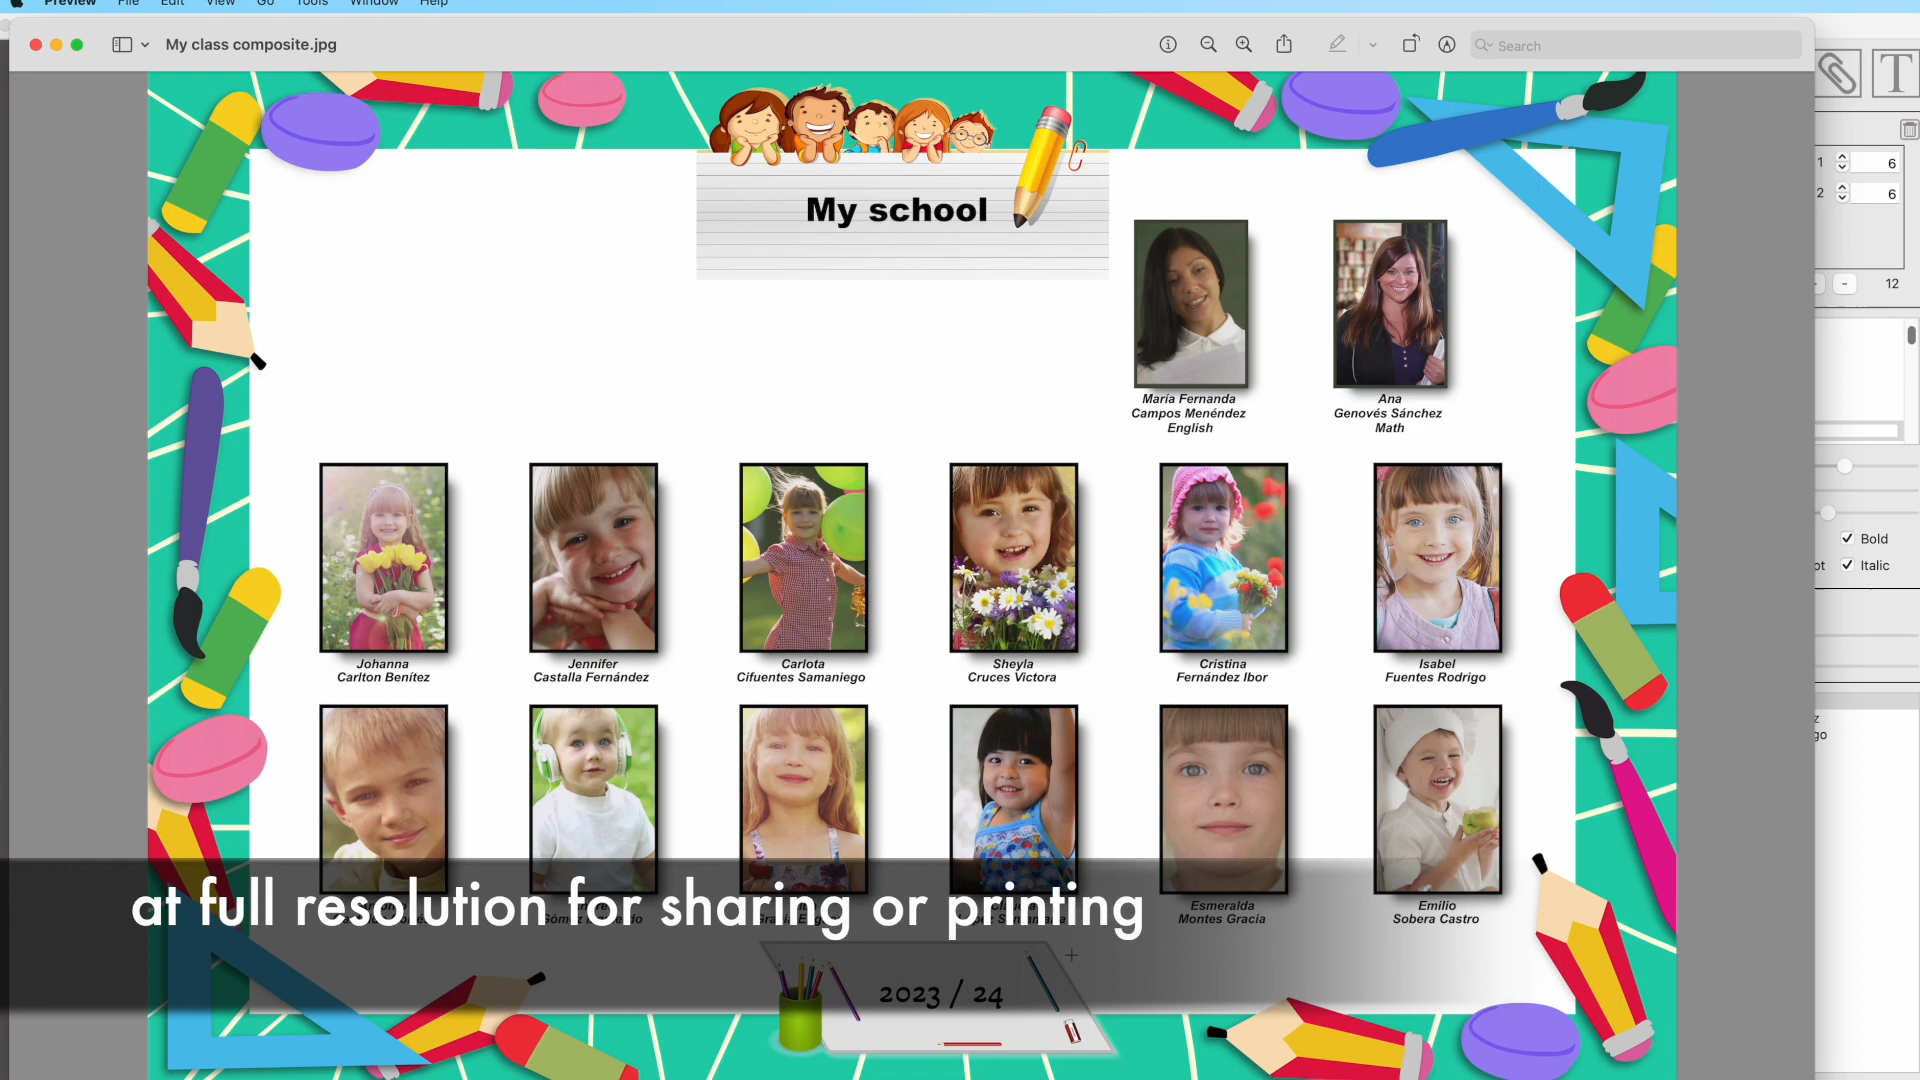 Preview File Edit View Go Tools Window Help
My class composite.jpg
Search
T
My school
1 6
2 6
- 12
María Fernanda
Campos Menéndez
English
Ana
Genovés Sánchez
Math
Bold
Italic
Johanna
Carlton Benítez
Jennifer
Castalla Fernández
Carlota
Cifuentes Samaniego
Sheyla
Cruces Victora
Cristina
Fernández Ibor
Isabel
Fuentes Rodrigo
z
go
at full resolution for sharing or printing
Esmeralda
Montes Gracia
Emilio
Sobera Castro
2023 / 24